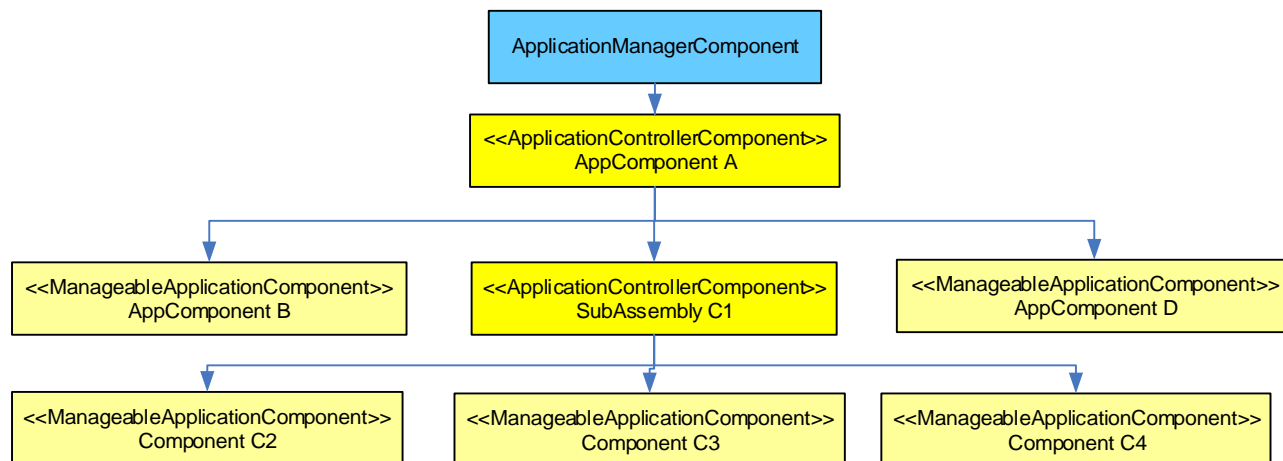 ApplicationManagerComponent
<<ApplicationControllerComponent>>
AppComponent A
<<ManageableApplicationComponent>>
AppComponent B
<<ApplicationControllerComponent>>
SubAssembly C1
<<ManageableApplicationComponent>>
AppComponent D
<<ManageableApplicationComponent>>
Component C2
<<ManageableApplicationComponent>>
Component C3
<<ManageableApplicationComponent>>
Component C4